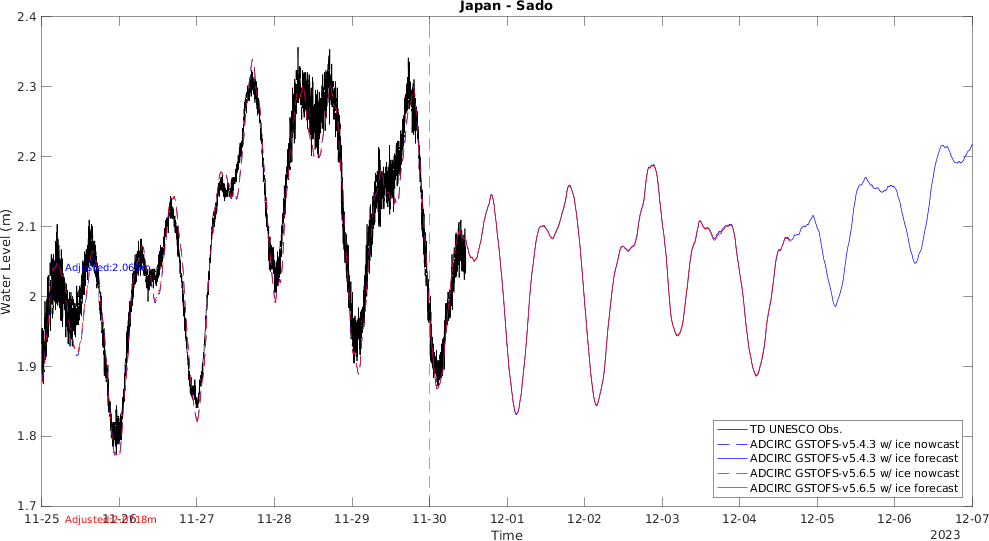 Japan - Sado
2.4
2.3
2.2
2.1
2
1.9
1.8
1.7
Water Level (m)
TD UNESCO Obs.
ADCIRC GSTOFS-v5.4.3 w/ ice nowcast
ADCIRC GSTOFS-v5.4.3 w/ ice forecast
ADCIRC GSTOFS-v5.6.5 w/ ice nowcast
ADCIRC GSTOFS-v5.6.5 w/ ice forecast
11-25 11-26 11-27 11-28 11-29 11-30 12-01 12-02 12-03 12-04 12-05 12-06 12-07
Time
2023